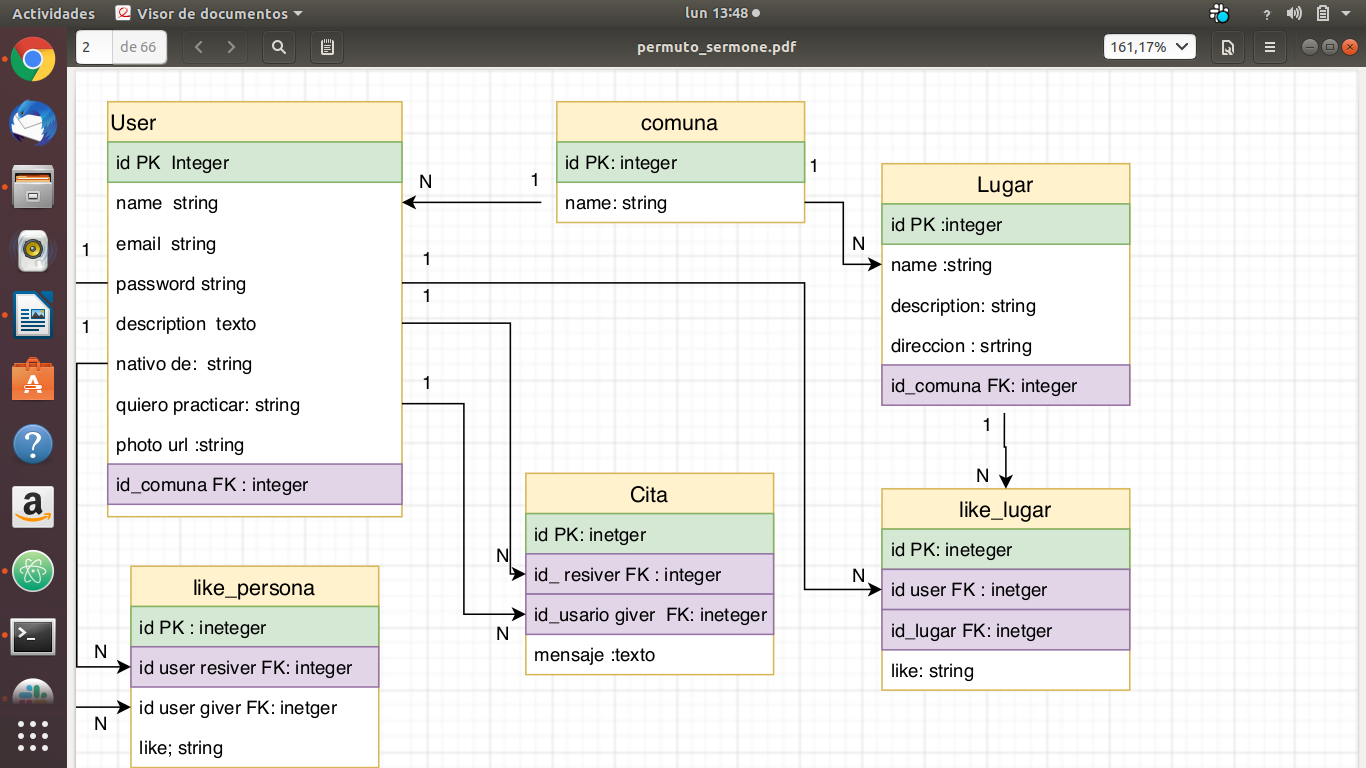 Actividades
Visor de documentos
lun 13:48
?
2
de 66
permuto_sermone.pdf
161,17%
User
id PK Integer
name string
email string
password string
description texto
nativo de: string
quiero practicar: string
photo url :string
id_comuna FK : integer
comuna
id PK: integer
name: string
Lugar
id PK :integer
name :string
description: string
direccion : srtring
id_comuna FK: integer
Cita
id PK: inetger
id_ resiver FK : integer
id_usario giver FK: ineteger
mensaje :texto
like_lugar
id PK: ineteger
id user FK : inetger
id_lugar FK: inetger
like: string
like_persona
id PK : ineteger
id user resiver FK: integer
id user giver FK: inetger
like; string
N
1
1
N
1
1
1
1
1
1
N
N
N
N
N
N
?
a
A
>_